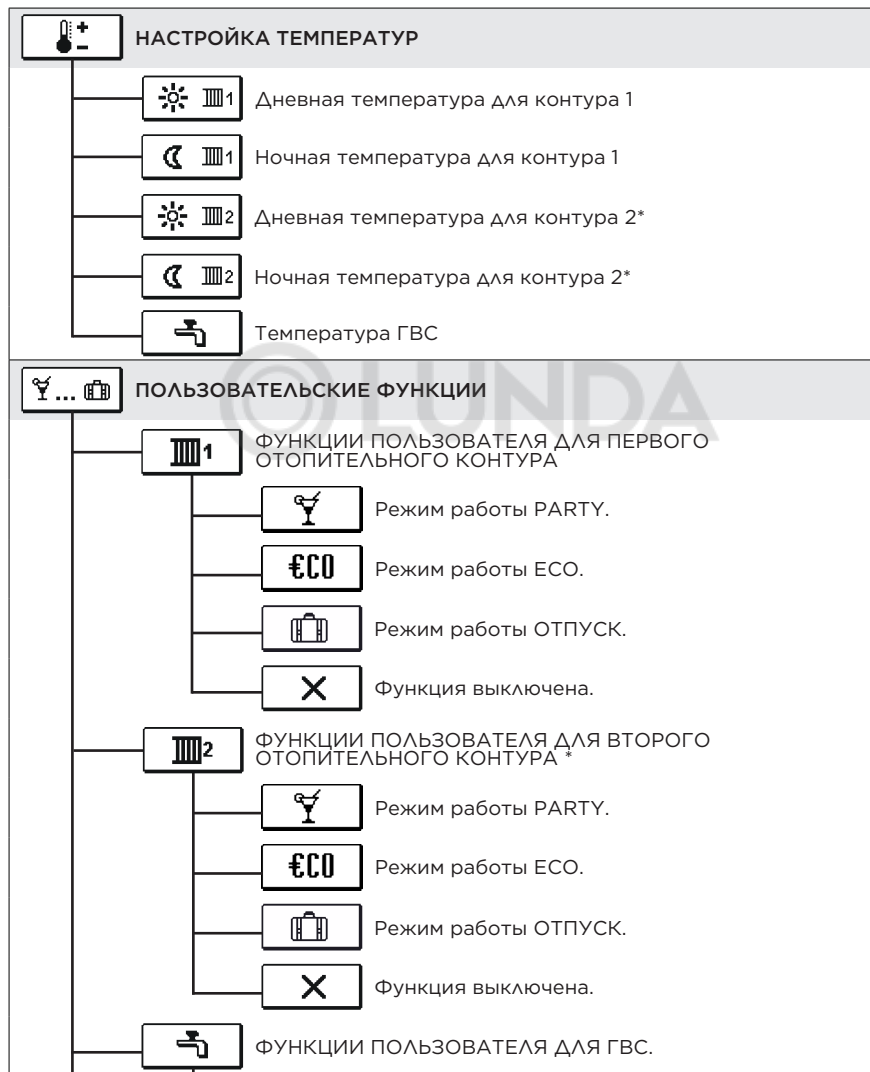 НАСТРОЙКА ТЕМПЕРАТУР
1 Дневная температура для контура 1
1 Ночная температура для контура 1
2 Дневная температура для контура 2*
2 Ночная температура для контура 2*
Температура ГВС
... ПОЛЬЗОВАТЕЛЬСКИЕ ФУНКЦИИ
LUNDA
1 ФУНКЦИИ ПОЛЬЗОВАТЕЛЯ ДЛЯ ПЕРВОГО
ОТОПИТЕЛЬНОГО КОНТУРА
Режим работы PARTY.
€CO Режим работы ECO.
Режим работы ОТПУСК.
Функция выключена.
2 ФУНКЦИИ ПОЛЬЗОВАТЕЛЯ ДЛЯ ВТОРОГО
ОТОПИТЕЛЬНОГО КОНТУРА *
Режим работы PARTY.
€CO Режим работы ECO.
Режим работы ОТПУСК.
Функция выключена.
ФУНКЦИИ ПОЛЬЗОВАТЕЛЯ ДЛЯ ГВС.